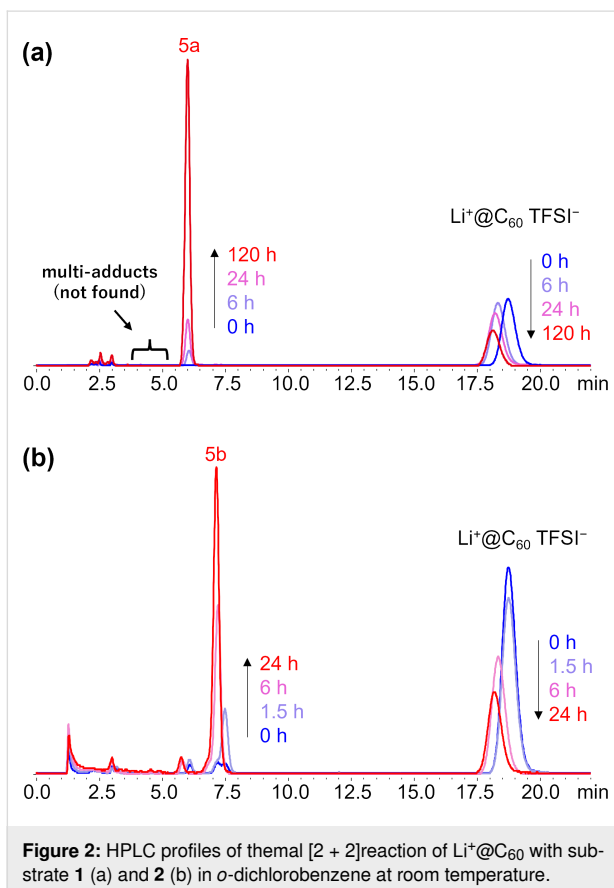 (a)
5a
Li⁺@C₆₀ TFSI⁻
multi-adducts
(not found)
120 h
24 h
6 h
0 h
0 h
6 h
24 h
120 h
0.0 2.5 5.0 7.5 10.0 12.5 15.0 17.5 20.0 min
(b)
5b
Li⁺@C₆₀ TFSI⁻
24 h
6 h
1.5 h
0 h
0 h
1.5 h
6 h
24 h
0.0 2.5 5.0 7.5 10.0 12.5 15.0 17.5 20.0 min
Figure 2: HPLC profiles of themal [2 + 2]reaction of Li⁺@C₆₀ with sub-
strate 1 (a) and 2 (b) in o-dichlorobenzene at room temperature.